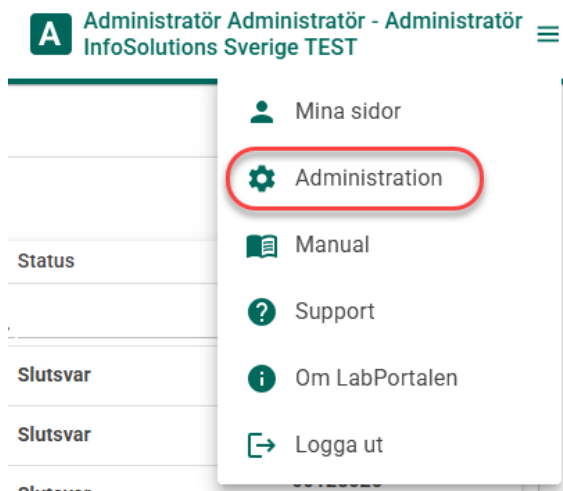 A
Administratör Administratör - Administratör
InfoSolutions Sverige TEST
Mina sidor
Administration
Manual
Support
Om LabPortalen
Logga ut
Status
Slutsvar
Slutsvar